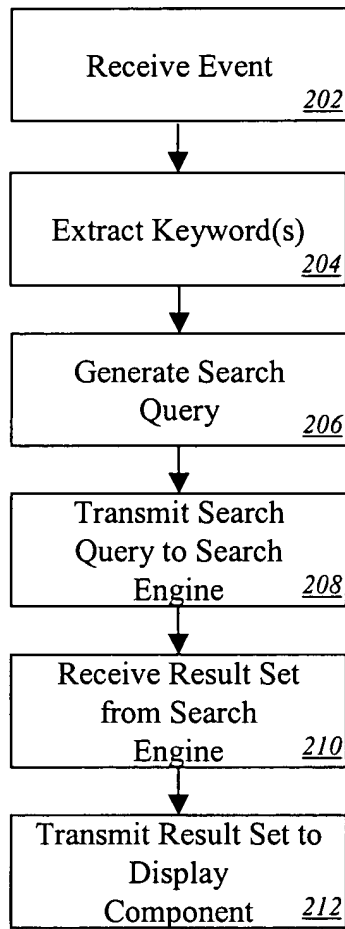 Receive Event
202
Extract Keyword(s)
204
Generate Search
Query
206
Transmit Search
Query to Search
Engine
208
Receive Result Set
from Search
Engine
210
Transmit Result Set to
Display
Component
212